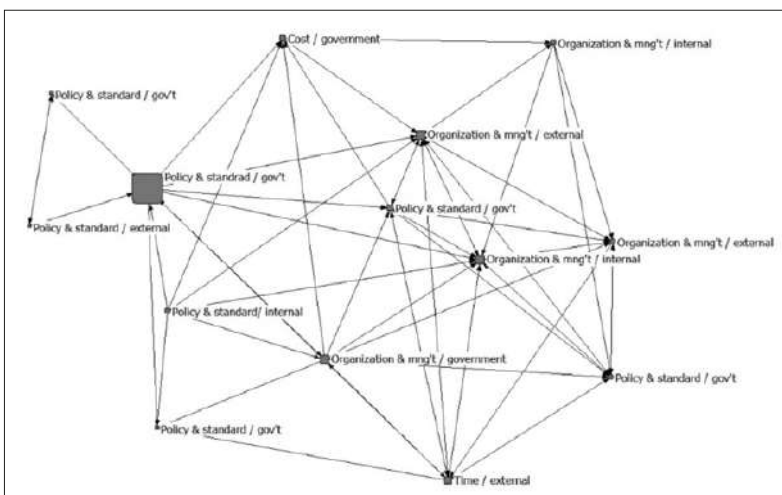 Cost / government
Organization & mng't / internal
Policy & standard / gov't
Organization & mng't / external
Policy & standrad / gov't
Policy & standard / gov't
Policy & standard / external
Organization & mng't / external
Organization & mng't / internal
Policy & standard/ internal
Organization & mng't / government
Policy & standard / gov't
Policy & standard / gov't
Time / external